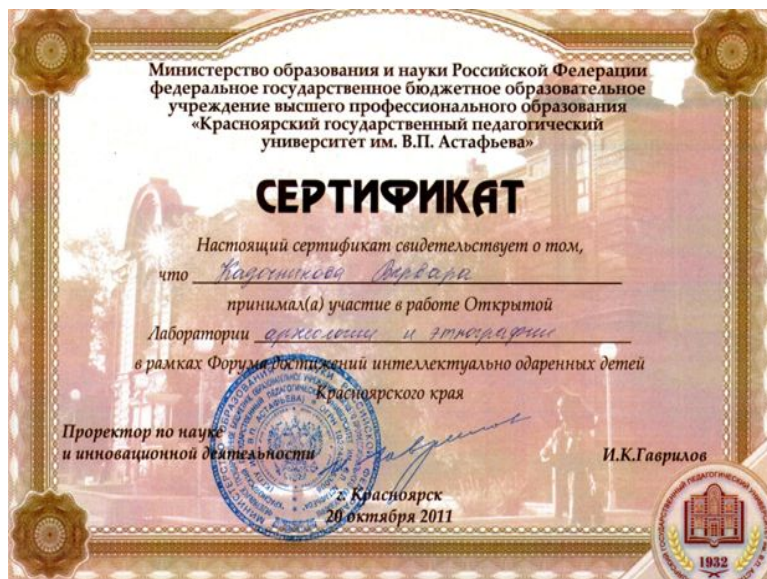 Министерство образования и науки Российской Федерации
федеральное государственное бюджетное образовательное
учреждение высшего профессионального образования
«Красноярский государственный педагогический
университет им. В.П. Астафьева»
СЕРТИФИКАТ
Настоящий сертификат свидетельствует о том,
что Кадочникова Варвара
принимал(а) участие в работе Открытой
Лаборатории археологии и этнографии
в рамках Форума достижений интеллектуально одаренных детей
Красноярского края
Проректор по науке
и инновационной деятельности
И.К.Гаврилов
г. Красноярск
20 октября 2011
1932